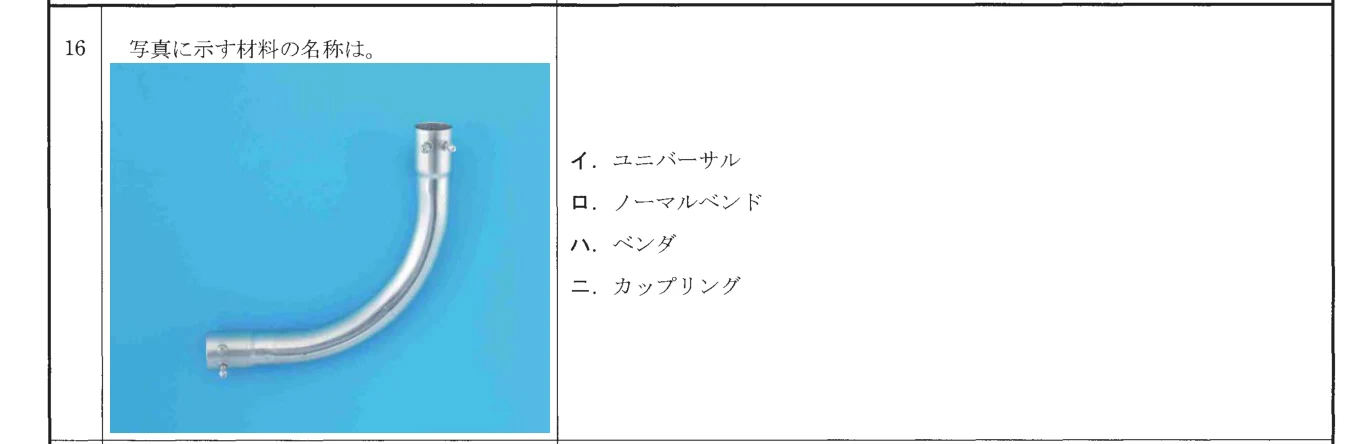 16 写真に示す材料の名称は。
イ．ユニバーサル
ロ．ノーマルベンド
ハ．ベンダ
ニ．カップリング